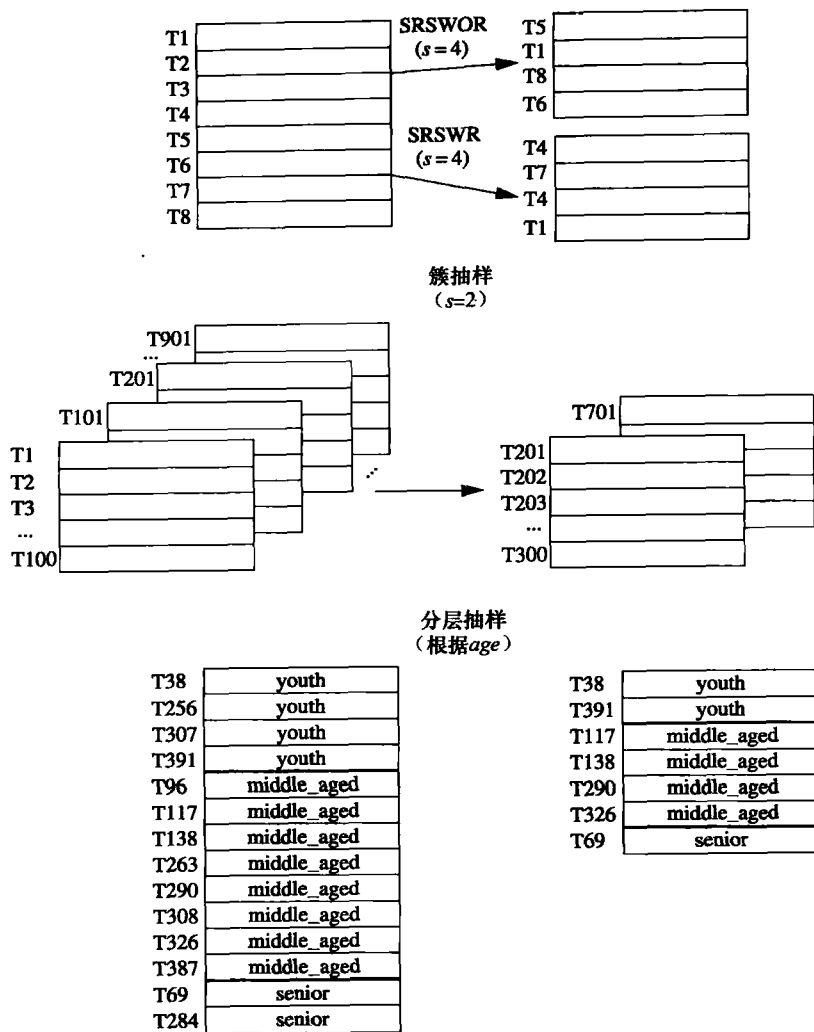 T1
T2
T3
T4
T5
T6
T7
T8
SRSWOR
(s=4)
T5
T1
T8
T6
SRSWR
(s=4)
T4
T7
T4
T1
簇抽样
（s=2）
T901
...
T201
T101
T1
T2
T3
...
T100
...
T701
T201
T202
T203
...
T300
分层抽样
（根据age）
T38 youth
T256 youth
T307 youth
T391 youth
T96 middle_aged
T117 middle_aged
T138 middle_aged
T263 middle_aged
T290 middle_aged
T308 middle_aged
T326 middle_aged
T387 middle_aged
T69 senior
T284 senior
T38 youth
T391 youth
T117 middle_aged
T138 middle_aged
T290 middle_aged
T326 middle_aged
T69 senior